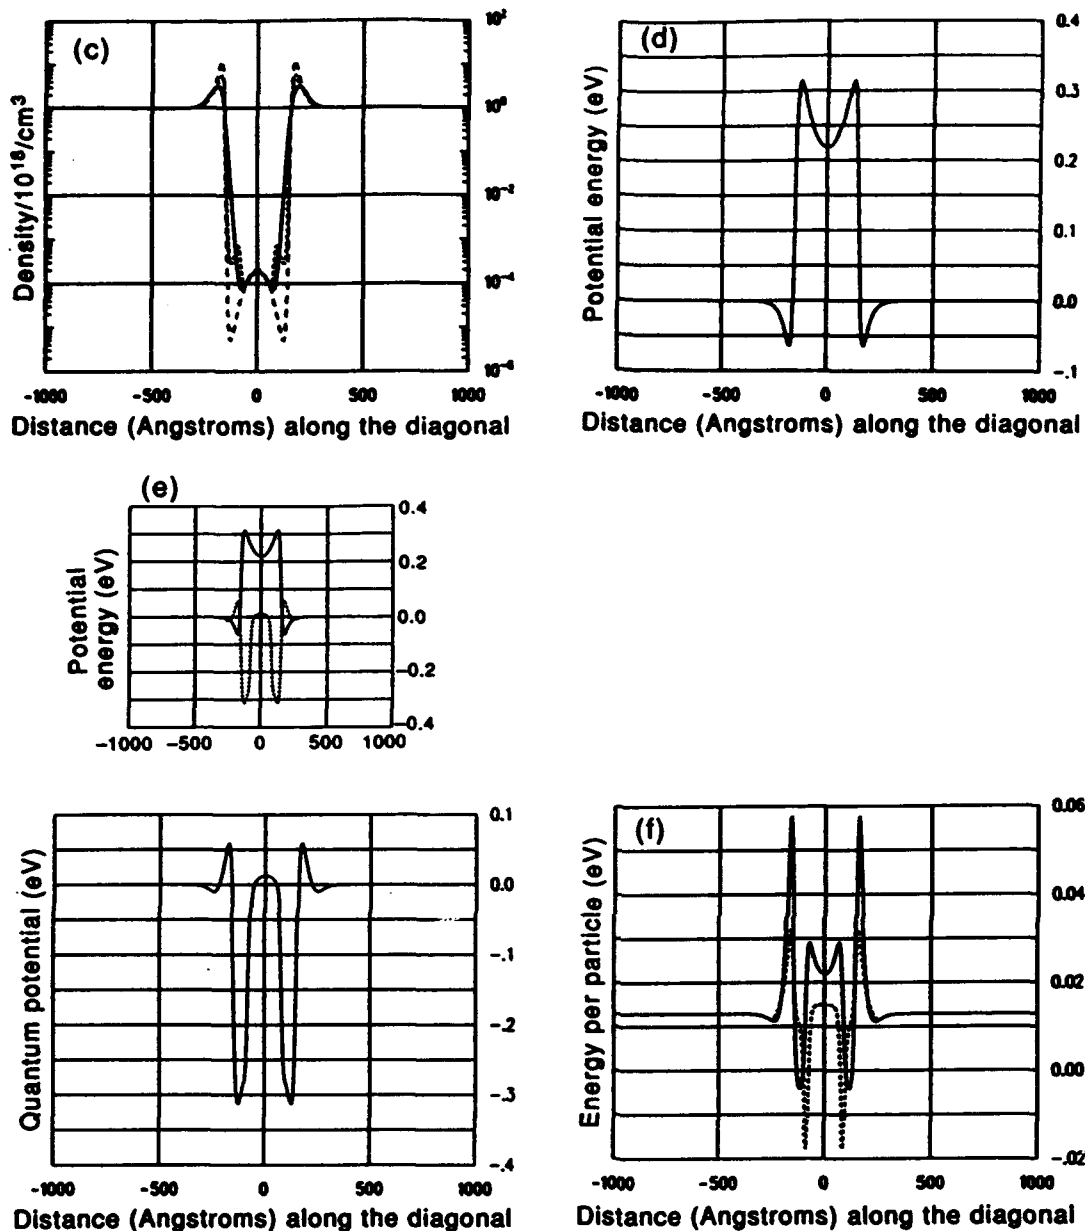 (c)
Density/10¹⁸/cm³
10²
10⁰
10⁻²
10⁻⁴
10⁻⁶
-1000 -500 0 500 1000
Distance (Angstroms) along the diagonal
(d)
Potential energy (eV)
0.4
0.3
0.2
0.1
0.0
-.1
-1000 -500 0 500 1000
Distance (Angstroms) along the diagonal
(e)
Potential
energy (eV)
0.4
0.2
0.0
-0.2
-0.4
-1000 -500 0 500 1000
Quantum potential (eV)
0.1
0.0
-.1
-.2
-.3
-.4
-1000 -500 0 500 1000
Distance (Angstroms) along the diagonal
(f)
Energy per particle (eV)
0.06
0.04
0.02
0.00
-.02
-1000 -500 0 500 1000
Distance (Angstroms) along the diagonal